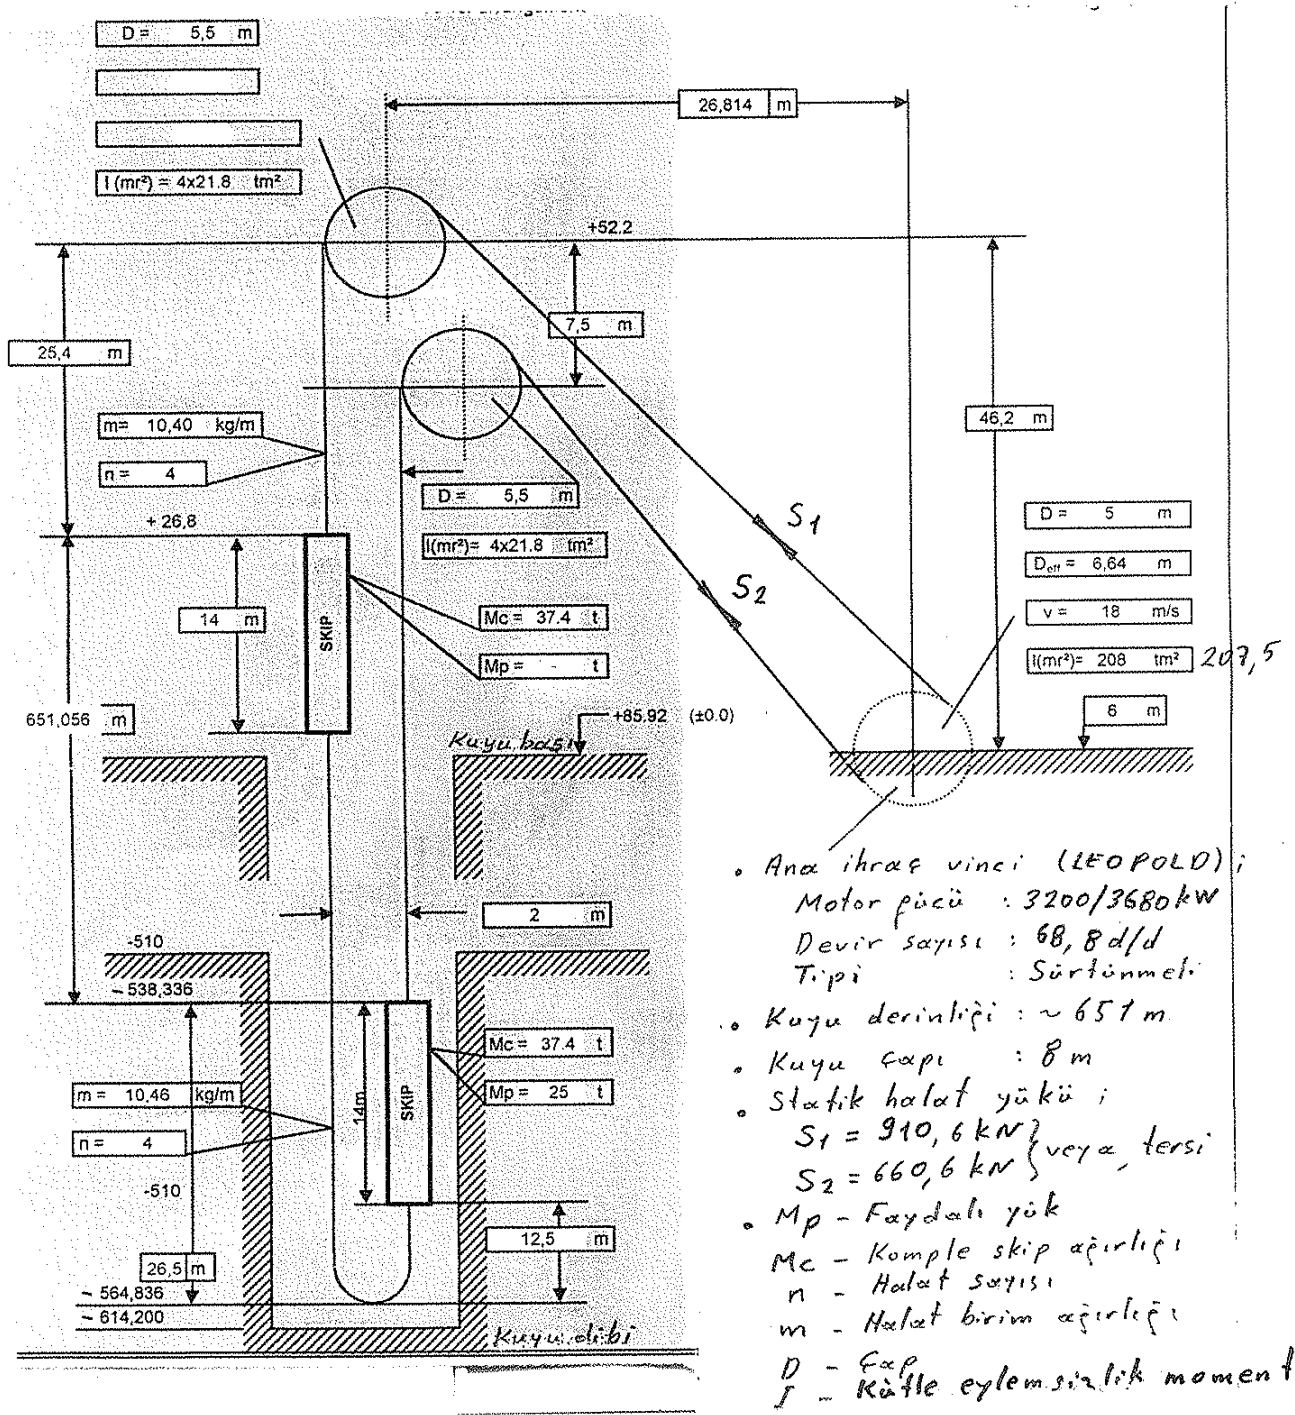 D = 5,5 m
26,814 m
I (mr²) = 4x21.8 tm²
+52.2
25,4 m
7,5 m
46,2 m
m= 10,40 kg/m
n = 4
D = 5,5 m
I(mr²)= 4x21.8 tm²
+ 26,8
S1
S2
D = 5 m
Deff = 6,64 m
v = 18 m/s
I(mr²)= 208 tm² 207,5
14 m
SKIP
Mc = 37.4 t
Mp = - t
651,056 m
+85,92 (±0.0)
6 m
Kuyu başı
2 m
-510
- 538,336
Mc = 37.4 t
Mp = 25 t
14m
SKIP
m = 10,46 kg/m
n = 4
-510
12,5 m
26,5 m
- 564,836
- 614,200
Kuyu dibi
• Ana ihraç vinci (LEOPOLD) ;
Motor gücü : 3200/3680 kW
Devir sayısı : 68,8 d/d
Tipi : Sürtünmeli
• Kuyu derinliği : ~ 651 m
• Kuyu çapı : 8 m
• Statik halat yükü ;
S1 = 910,6 kN
S2 = 660,6 kN } veya tersi
• Mp - Faydalı yük
Mc - Komple skip ağırlığı
n - Halat sayısı
m - Halat birim ağırlığı
D - Çap
I - Kütle eylemsizlik moment